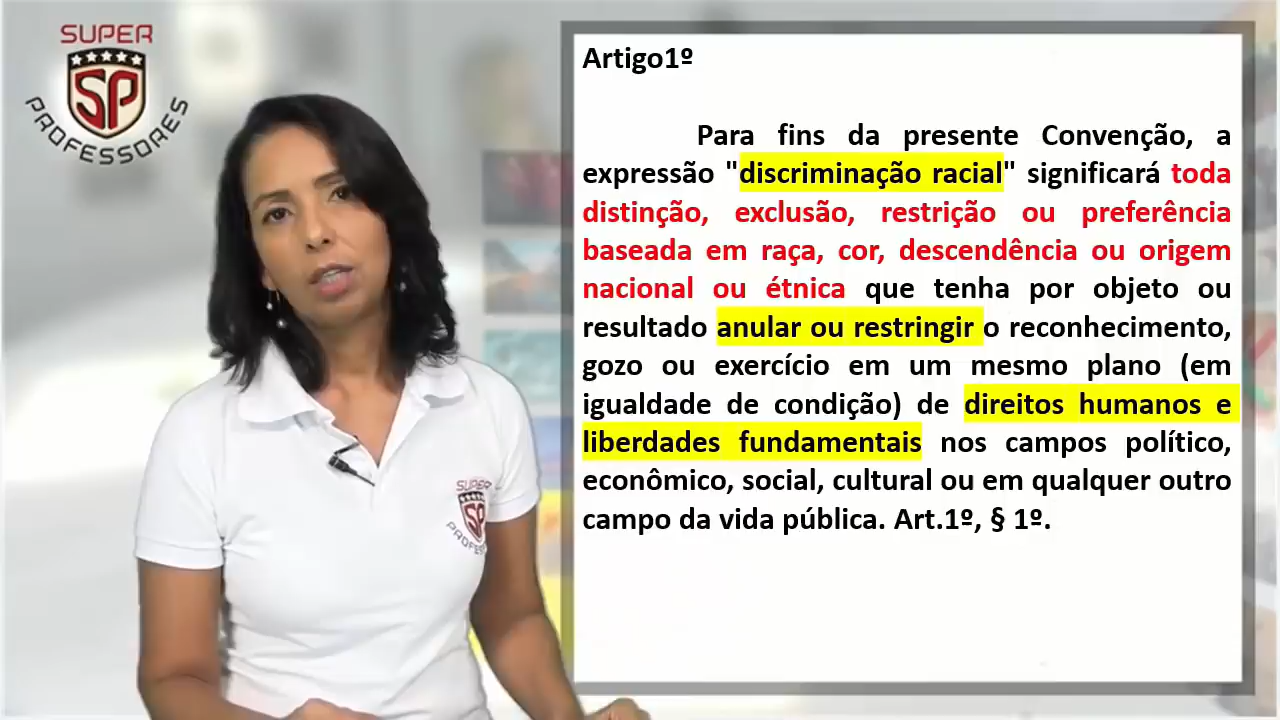 SUPER
SP
PROFESSORES
Artigo1º
Para fins da presente Convenção, a
expressão "discriminação racial" significará toda
distinção, exclusão, restrição ou preferência
baseada em raça, cor, descendência ou origem
nacional ou étnica que tenha por objeto ou
resultado anular ou restringir o reconhecimento,
gozo ou exercício em um mesmo plano (em
igualdade de condição) de direitos humanos e
liberdades fundamentais nos campos político,
econômico, social, cultural ou em qualquer outro
campo da vida pública. Art.1º, § 1º.
SUPER
SP
PROFES